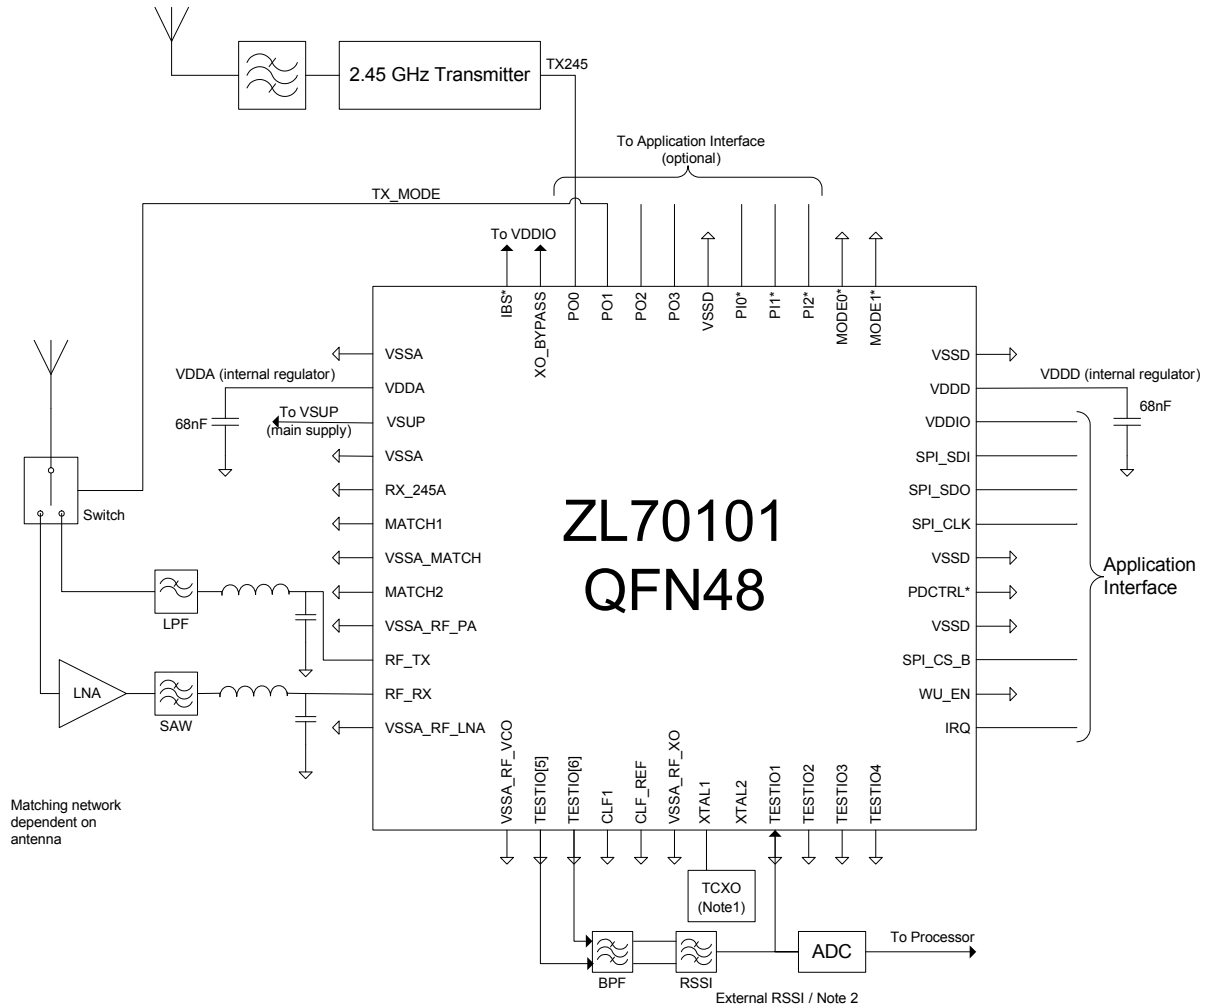 2.45 GHz Transmitter
TX245
To Application Interface
(optional)
TX_MODE
To VDDIO
IBS*
XO_BYPASS
PO0
PO1
PO2
PO3
VSSD
PI0*
PI1*
PI2*
MODE0*
MODE1*
VSSA
VDDA
VSUP
VSSA
RX_245A
MATCH1
VSSA_MATCH
MATCH2
VSSA_RF_PA
RF_TX
RF_RX
VSSA_RF_LNA
VDDA (internal regulator)
68nF
To VSUP
(main supply)
Switch
LPF
LNA
SAW
Matching network
dependent on
antenna
ZL70101
QFN48
VSSD
VDDD
VDDIO
SPI_SDI
SPI_SDO
SPI_CLK
VSSD
PDCTRL*
VSSD
SPI_CS_B
WU_EN
IRQ
VDDD (internal regulator)
68nF
Application
Interface
VSSA_RF_VCO
TESTIO[5]
TESTIO[6]
CLF1
CLF_REF
VSSA_RF_XO
XTAL1
XTAL2
TESTIO1
TESTIO2
TESTIO3
TESTIO4
TCXO
(Note1)
BPF
RSSI
ADC
To Processor
External RSSI / Note 2